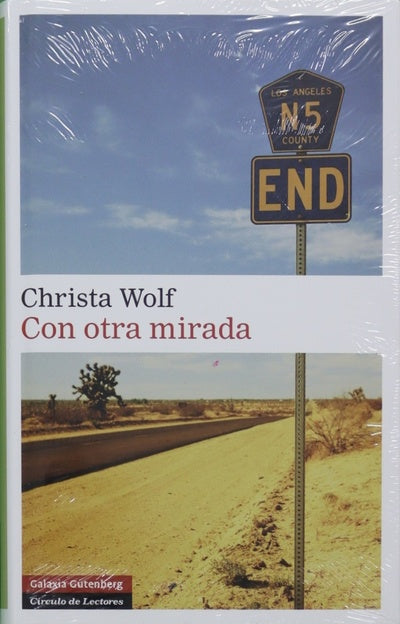 LOS ANGELES
N5
COUNTY
END
Christa Wolf
Con otra mirada
Galaxia Gutenberg
Círculo de Lectores